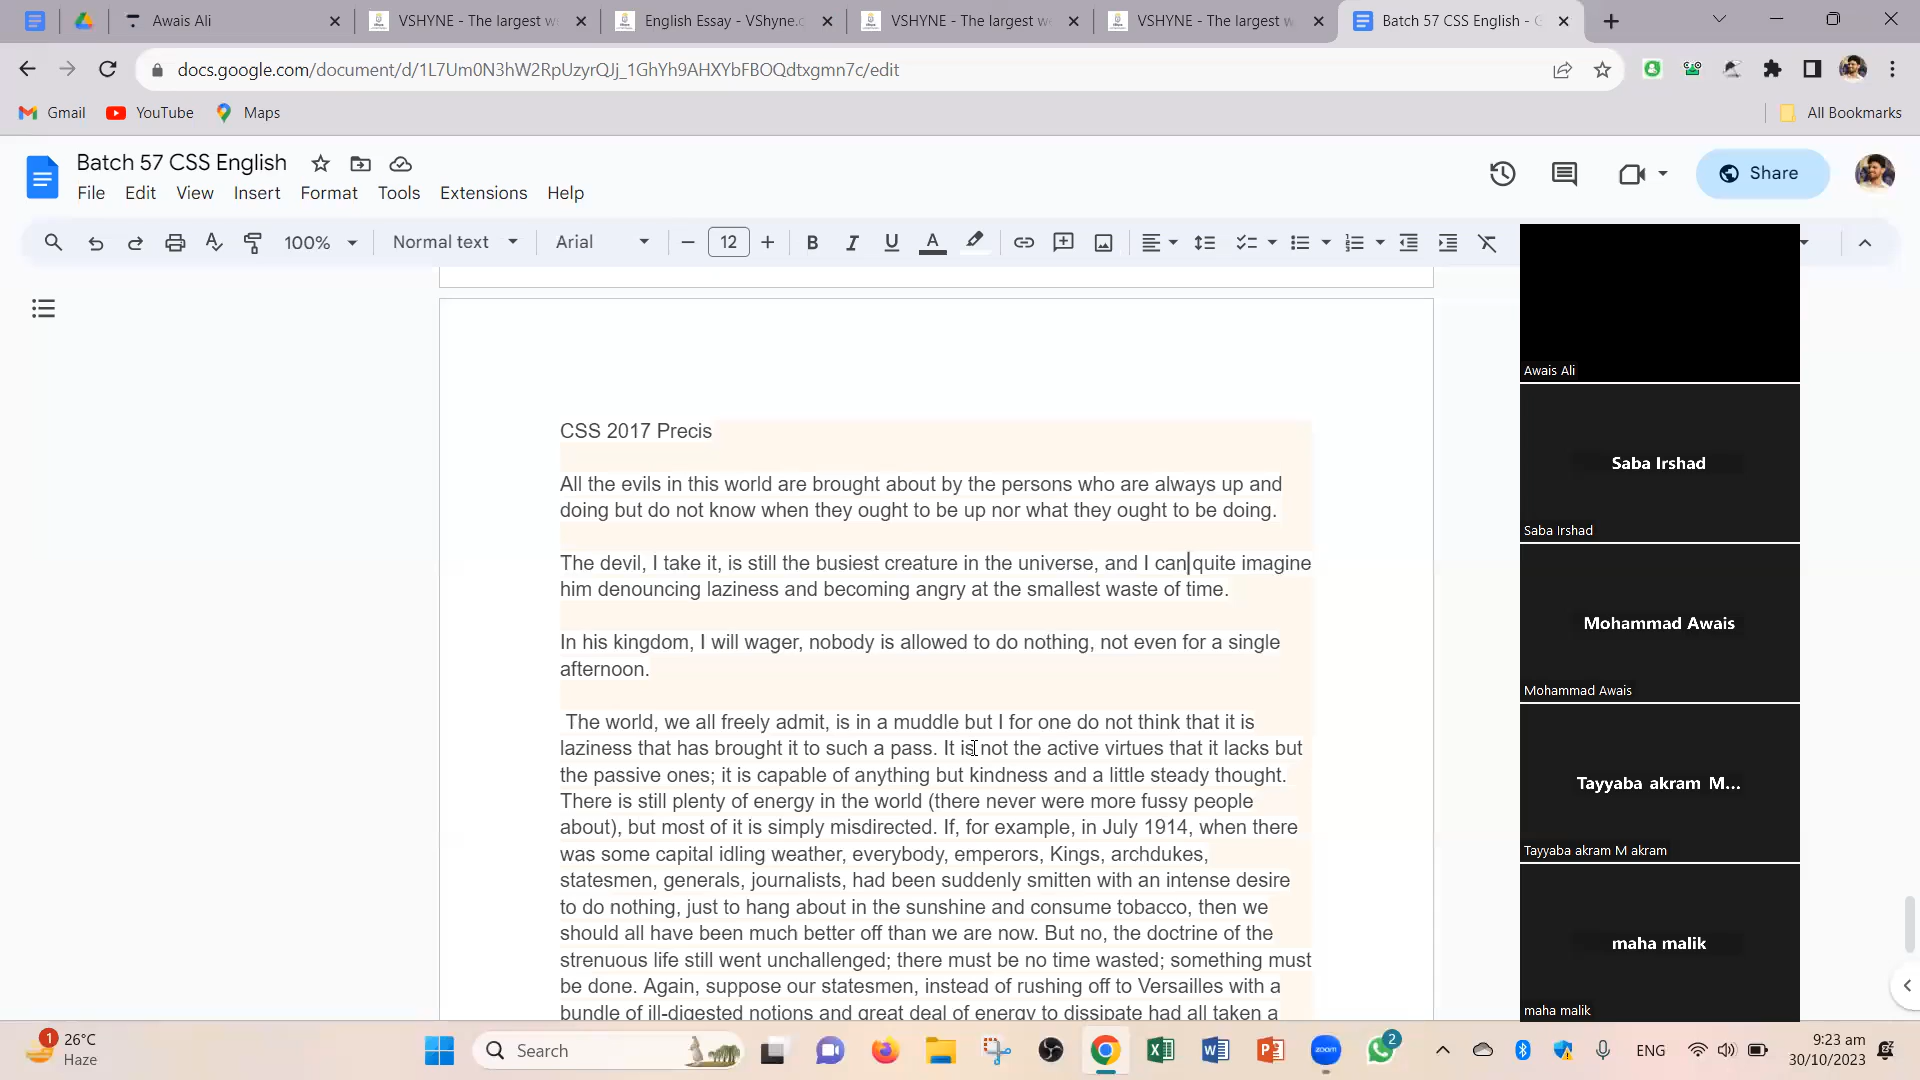 Awais Ali
VSHYNE - The largest w
English Essay - VShyne.c
VSHYNE - The largest w
VSHYNE - The largest w
Batch 57 CSS English - G
docs.google.com/document/d/1L7Um0N3hW2RpUzyrQJj_1GhYh9AHXYbFBOQdtxgmn7c/edit
Gmail
YouTube
Maps
All Bookmarks
Batch 57 CSS English
File Edit View Insert Format Tools Extensions Help
Share
100% Normal text Arial 12
CSS 2017 Precis
All the evils in this world are brought about by the persons who are always up and
doing but do not know when they ought to be up nor what they ought to be doing.
The devil, I take it, is still the busiest creature in the universe, and I can quite imagine
him denouncing laziness and becoming angry at the smallest waste of time.
In his kingdom, I will wager, nobody is allowed to do nothing, not even for a single
afternoon.
The world, we all freely admit, is in a muddle but I for one do not think that it is
laziness that has brought it to such a pass. It is not the active virtues that it lacks but
the passive ones; it is capable of anything but kindness and a little steady thought.
There is still plenty of energy in the world (there never were more fussy people
about), but most of it is simply misdirected. If, for example, in July 1914, when there
was some capital idling weather, everybody, emperors, Kings, archdukes,
statesmen, generals, journalists, had been suddenly smitten with an intense desire
to do nothing, just to hang about in the sunshine and consume tobacco, then we
should all have been much better off than we are now. But no, the doctrine of the
strenuous life still went unchallenged; there must be no time wasted; something must
be done. Again, suppose our statesmen, instead of rushing off to Versailles with a
bundle of ill-digested notions and great deal of energy to dissipate had all taken a
Awais Ali
Saba Irshad
Saba Irshad
Mohammad Awais
Mohammad Awais
Tayyaba akram M...
Tayyaba akram M akram
maha malik
maha malik
1
26°C
Haze
Search
zoom
2
ENG
9:23 am
30/10/2023